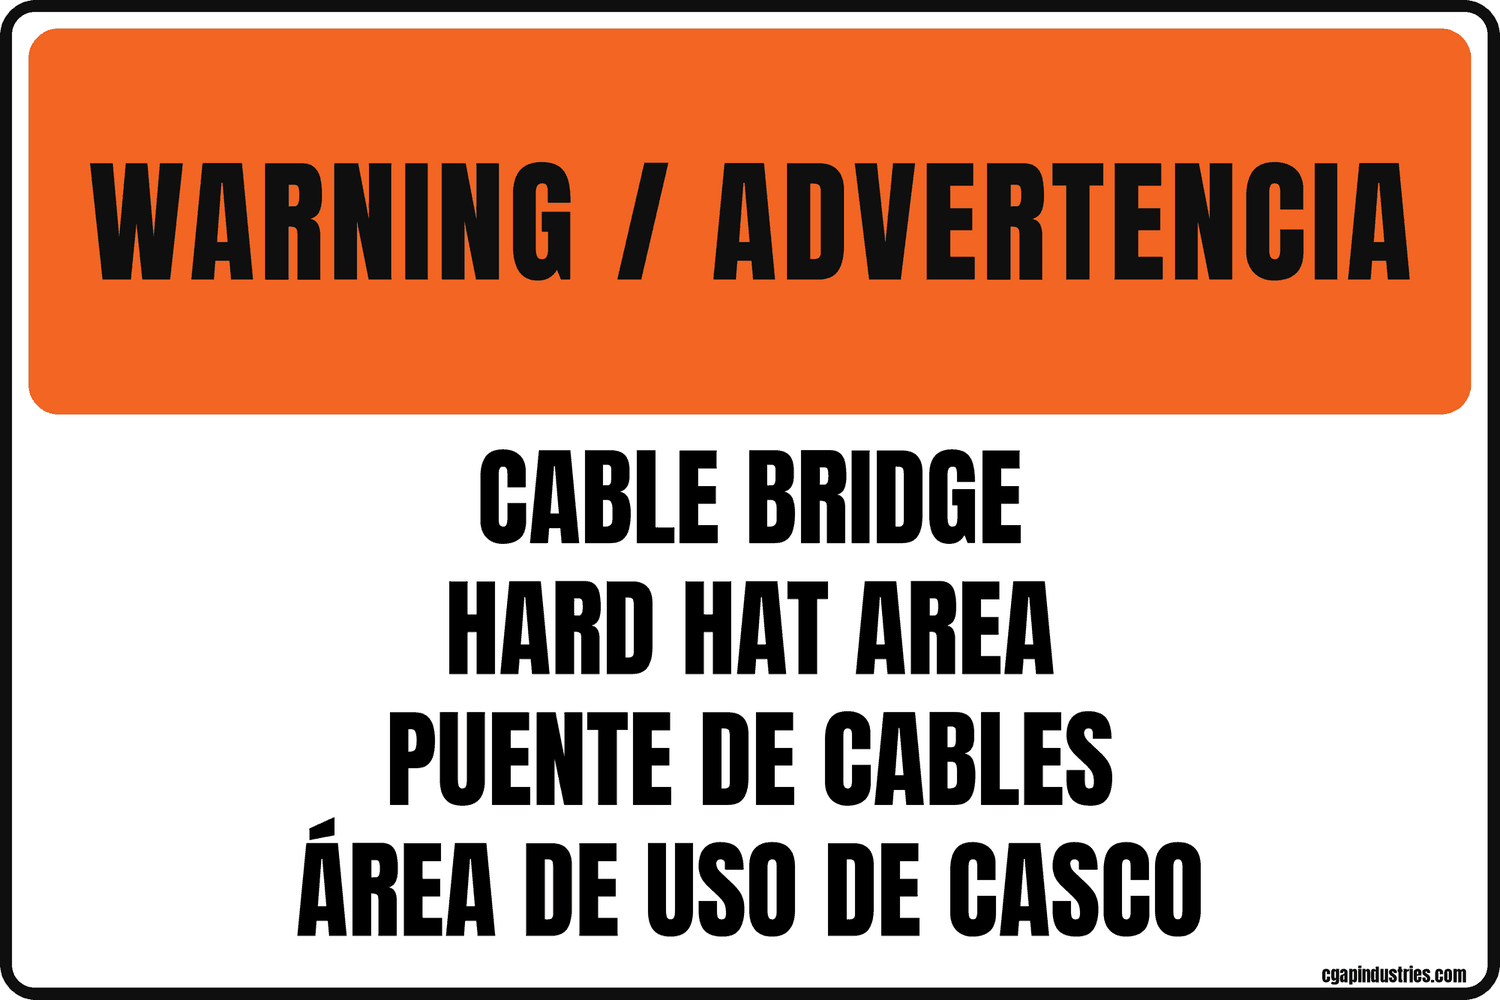 WARNING / ADVERTENCIA
CABLE BRIDGE
HARD HAT AREA
PUENTE DE CABLES
ÁREA DE USO DE CASCO
cgapindustries.com